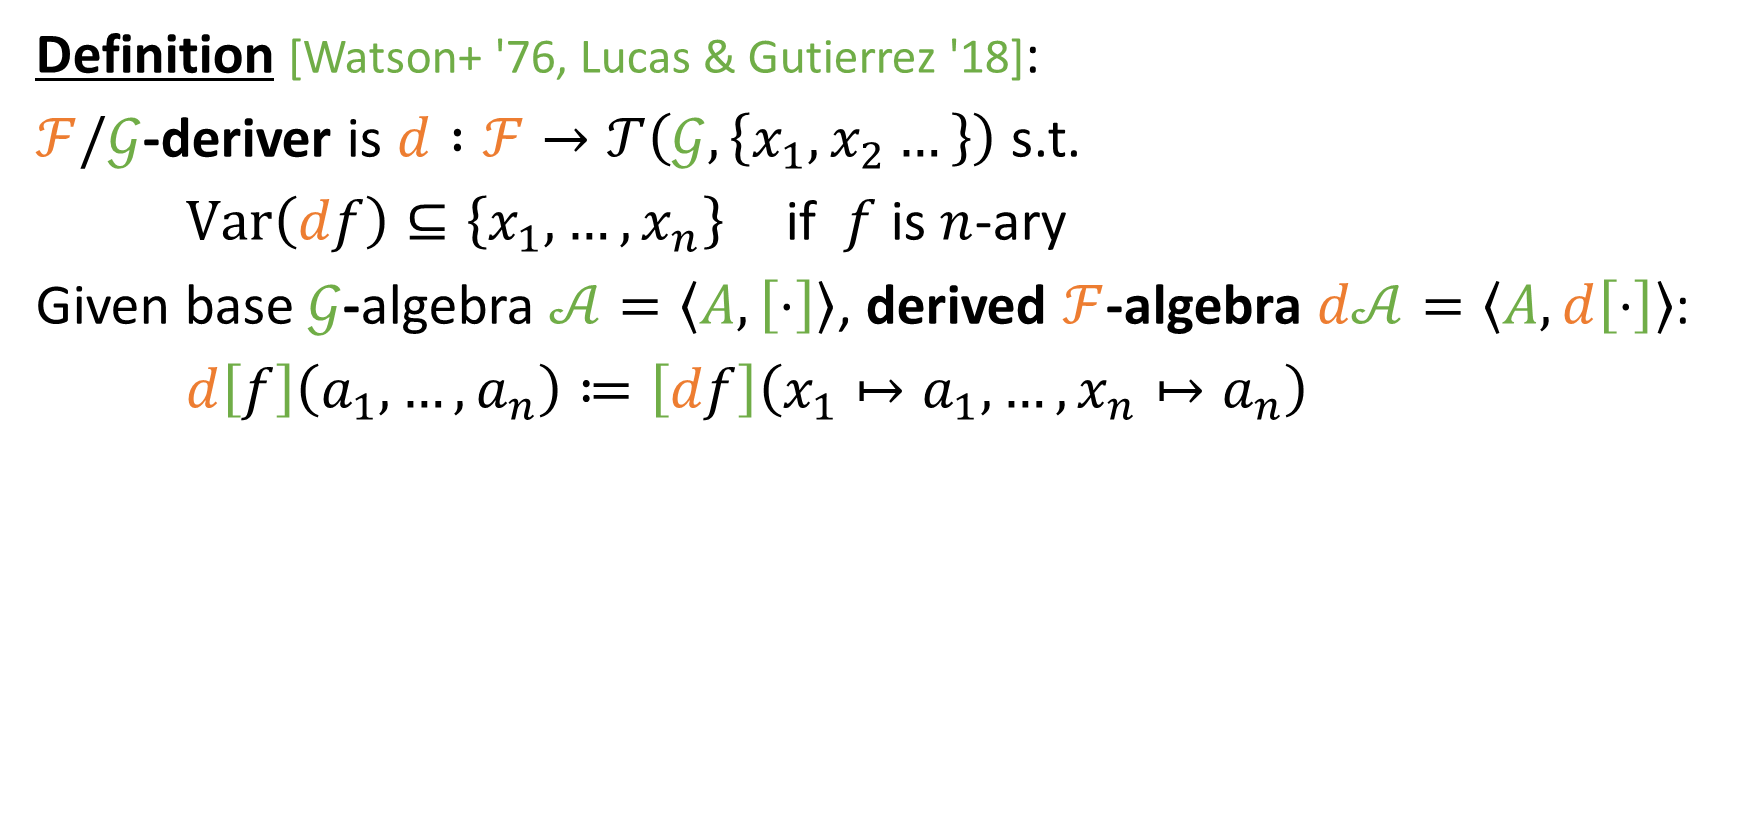 Definition [Watson+ '76, Lucas & Gutierrez '18]:
ℱ/𝒢-deriver is 𝑑 : ℱ → 𝒯(𝒢, {𝑥₁, 𝑥₂ … }) s.t.
Var(𝑑𝑓) ⊆ {𝑥₁, … , 𝑥ₙ} if 𝑓 is 𝑛-ary
Given base 𝒢-algebra 𝒜 = ⟨𝐴, [⋅]⟩, derived ℱ-algebra 𝑑𝒜 = ⟨𝐴, 𝑑[⋅]⟩:
𝑑[𝑓](𝑎₁, … , 𝑎ₙ) ≔ [𝑑𝑓](𝑥₁ ↦ 𝑎₁, … , 𝑥ₙ ↦ 𝑎ₙ)